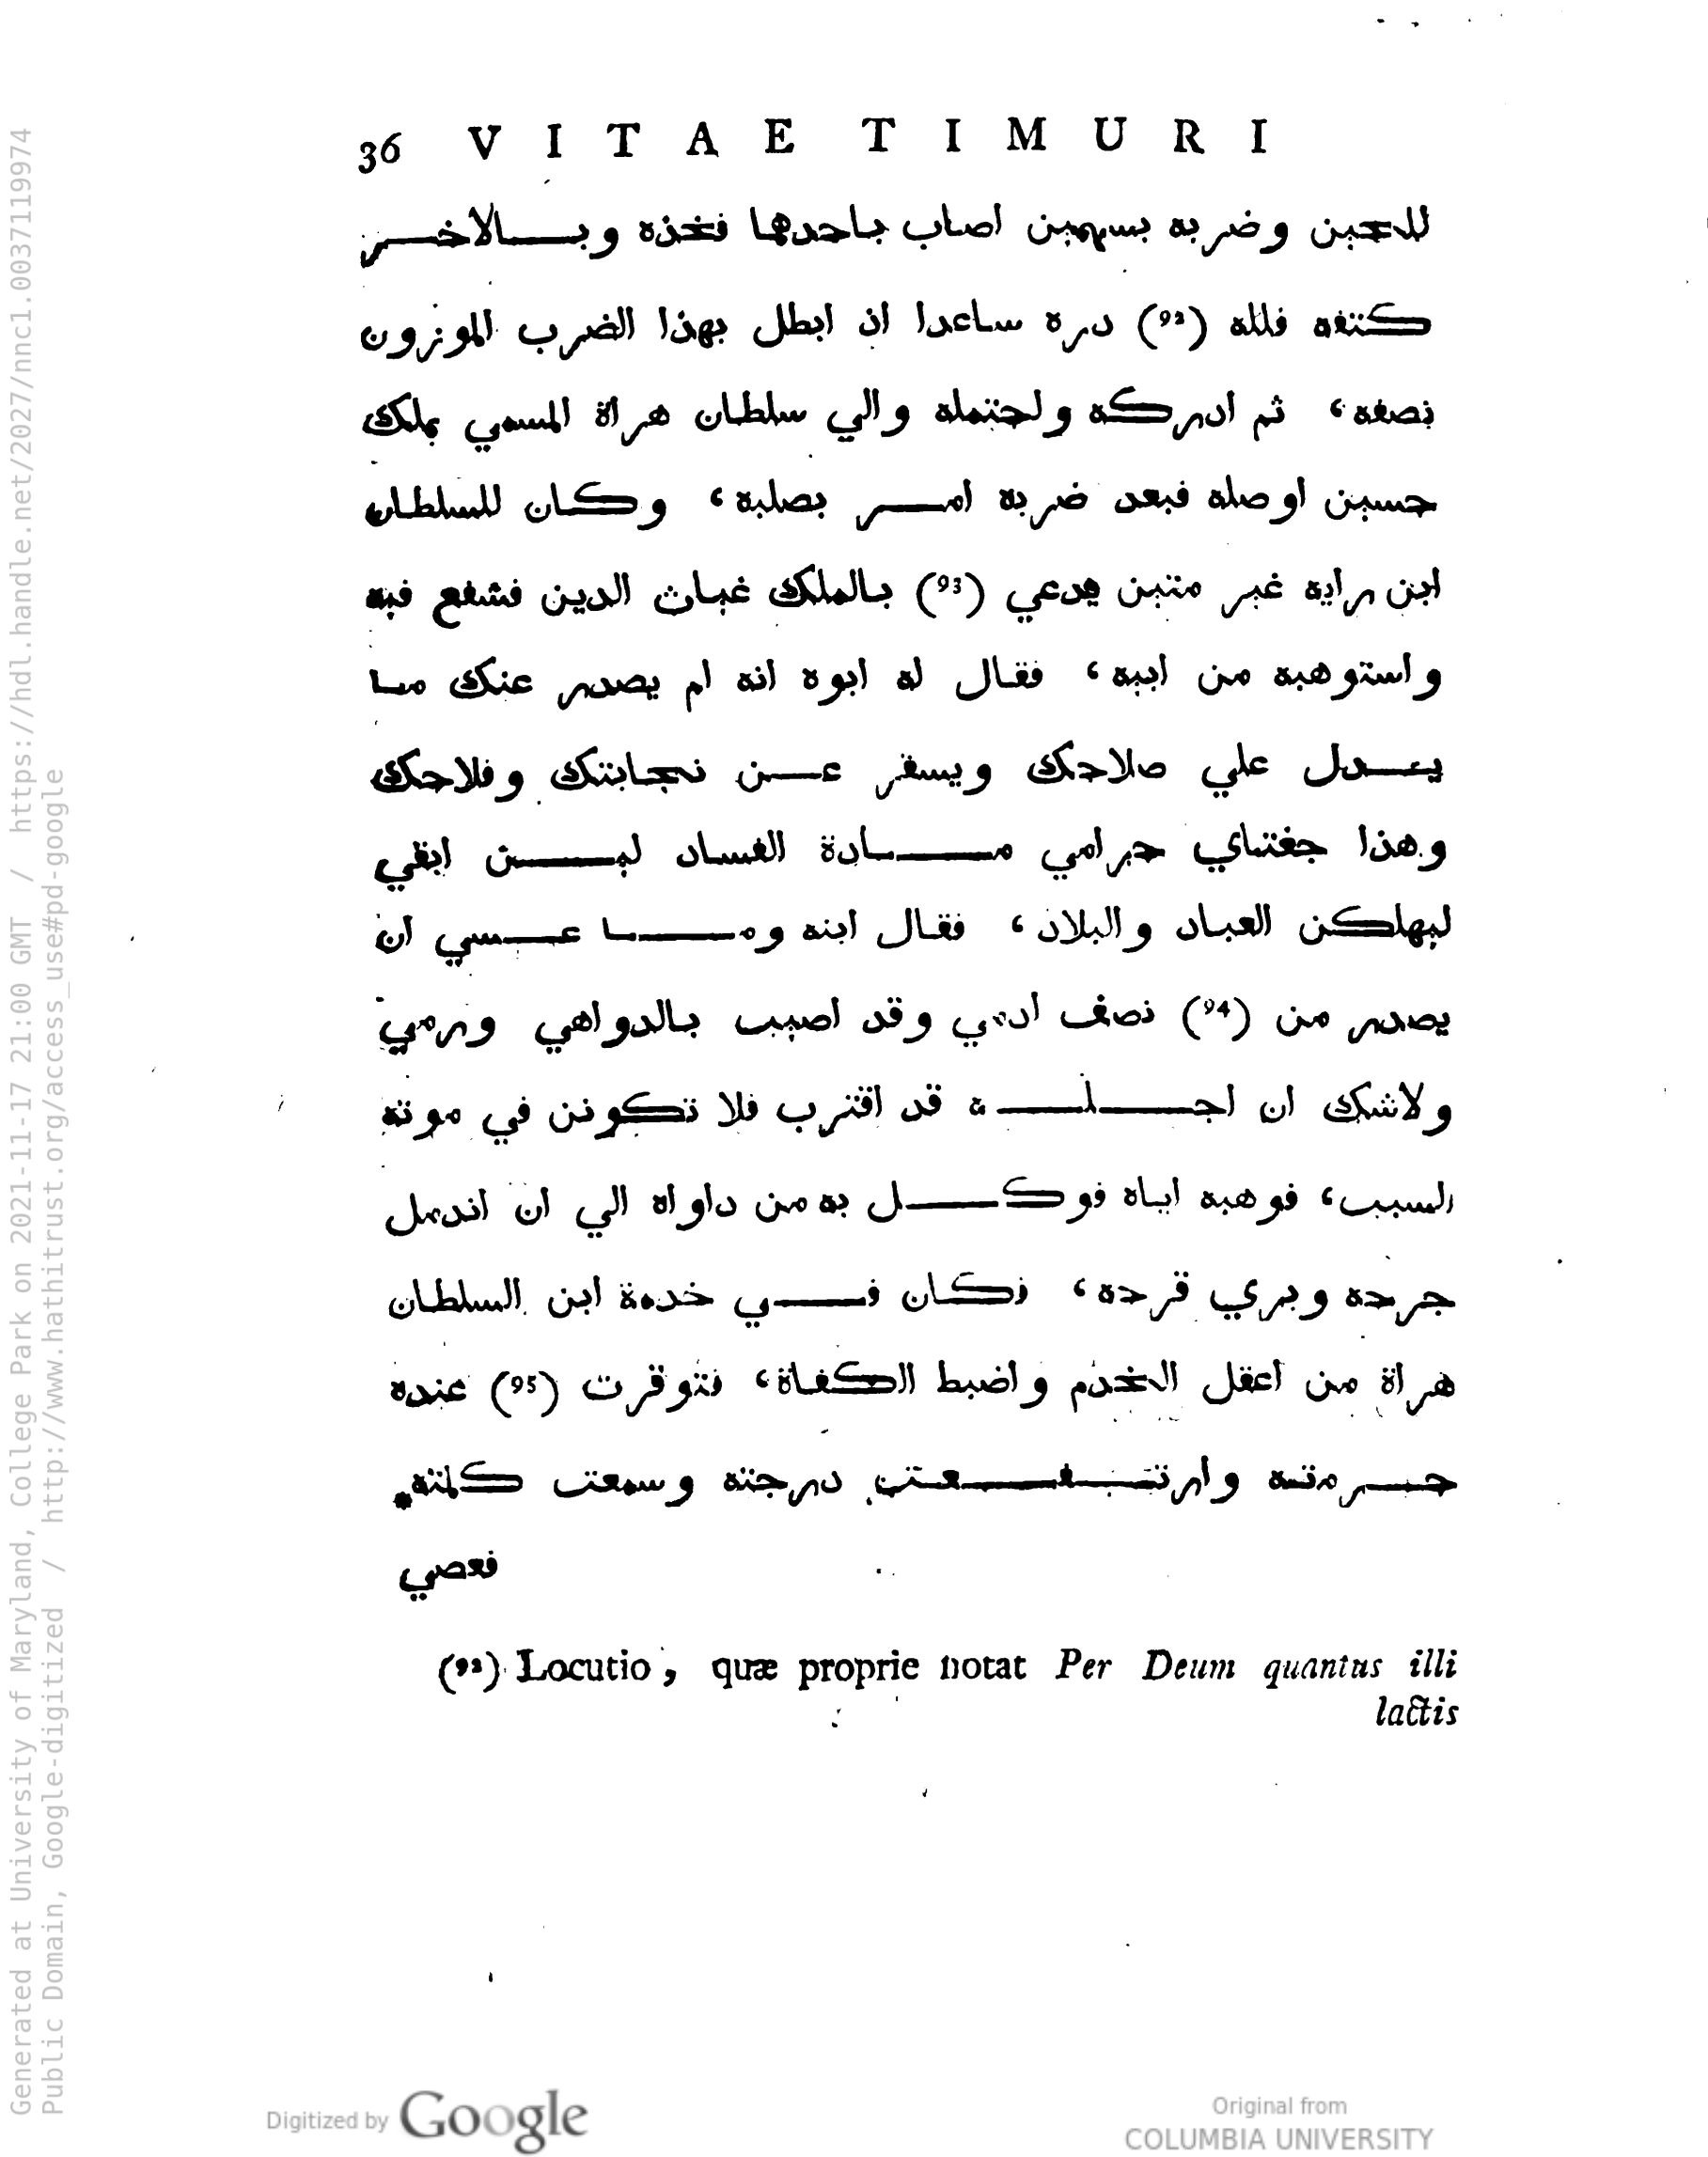 36 VITAE TIMURI
للحين وضربه بسهمين اصاب باحدهما فخذه وبالاخر
كتفه فلله (92) دره ساعدا اذ ابطل بهذا الضرب الموزون
نصفه، ثم ادركه واحتمله والي سلطان هراة المسمي بملك
حسين اوصله فبعد ضربه امر بصلبه، وكان للسلطان
ابن رايه غير متين يدعي (93) بالملك غياث الدين فشفع فيه
واستوهبه من ابيه، فقال له ابوه انه لم يصدر عنك ما
يدل علي صلاحك ويسفر عن نجابتك وفلاحك
وهذا جغتاي حرامي مادة الفساد لين ابقي
ليهلكن العباد والبلاد، فقال ابنه وما عسي ان
يصدر من (94) نصف ادمي وقد اصيب بالدواهي ورمي
ولاشك ان اجله قد اقترب فلا تكونن في موته
السبب، فوهبه اياه فوكل به من داواه الي ان اندمل
جرحه وبري قرحه، فكان في خدمة ابن السلطان
هراة من اعقل الخدم واضبط الكفاة، فتوفرت (95) عنده
حرمته وارتفعت درجته وسمعت كلمته
فعصي
(92) Locutio, quæ proprie notat Per Deum quantus illi
lactis
Generated at University of Maryland, College Park on 2021-11-17 21:00 GMT / https://hdl.handle.net/2027/nnc1.0037119974
Public Domain, Google-digitized / http://www.hathitrust.org/access_use#pd-google
Digitized by Google
Original from
COLUMBIA UNIVERSITY